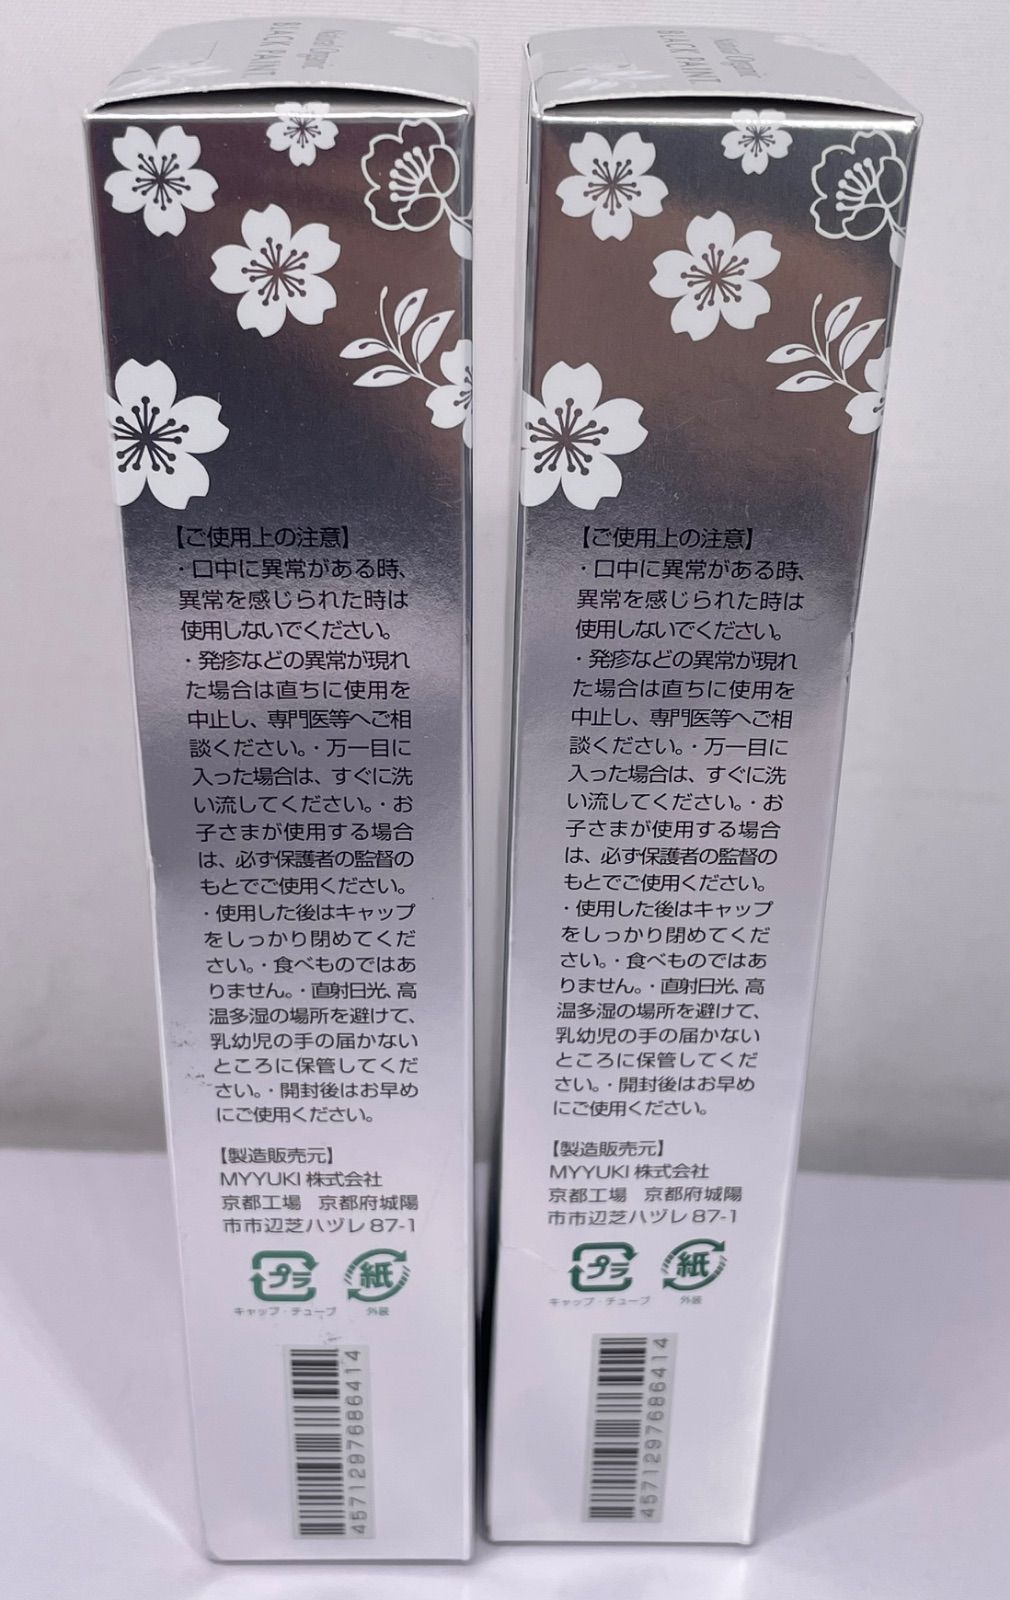 Natural Organic
BLACK PAINT
【ご使用上の注意】
・口中に異常がある時、
異常を感じられた時は
使用しないでください。
・発疹などの異常が現れ
た場合は直ちに使用を
中止し、専門医等へご相
談ください。・万一目に
入った場合は、すぐに洗
い流してください。・お
子さまが使用する場合
は、必ず保護者の監督の
もとでご使用ください。
・使用した後はキャップ
をしっかり閉めてくだ
さい。・食べものではあ
りません。・直射日光、高
温多湿の場所を避けて、
乳幼児の手の届かない
ところに保管してくだ
さい。・開封後はお早め
にご使用ください。
【製造販売元】
MYYUKI 株式会社
京都工場 京都府城陽
市市辺芝ハヅレ 87-1
プラ 紙
キャップ・チューブ 外装
4571297686414
Natural Organic
BLACK PAINT
【ご使用上の注意】
・口中に異常がある時、
異常を感じられた時は
使用しないでください。
・発疹などの異常が現れ
た場合は直ちに使用を
中止し、専門医等へご相
談ください。・万一目に
入った場合は、すぐに洗
い流してください。・お
子さまが使用する場合
は、必ず保護者の監督の
もとでご使用ください。
・使用した後はキャップ
をしっかり閉めてくだ
さい。・食べものではあ
りません。・直射日光、高
温多湿の場所を避けて、
乳幼児の手の届かない
ところに保管してくだ
さい。・開封後はお早め
にご使用ください。
【製造販売元】
MYYUKI 株式会社
京都工場 京都府城陽
市市辺芝ハヅレ 87-1
プラ 紙
キャップ・チューブ 外装
4571297686414